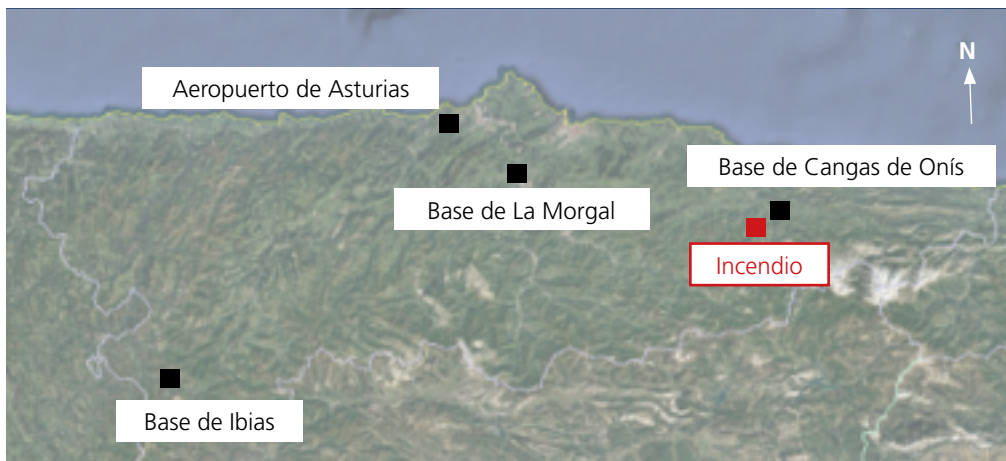 N
Aeropuerto de Asturias
Base de Cangas de Onís
Base de La Morgal
Incendio
Base de Ibias